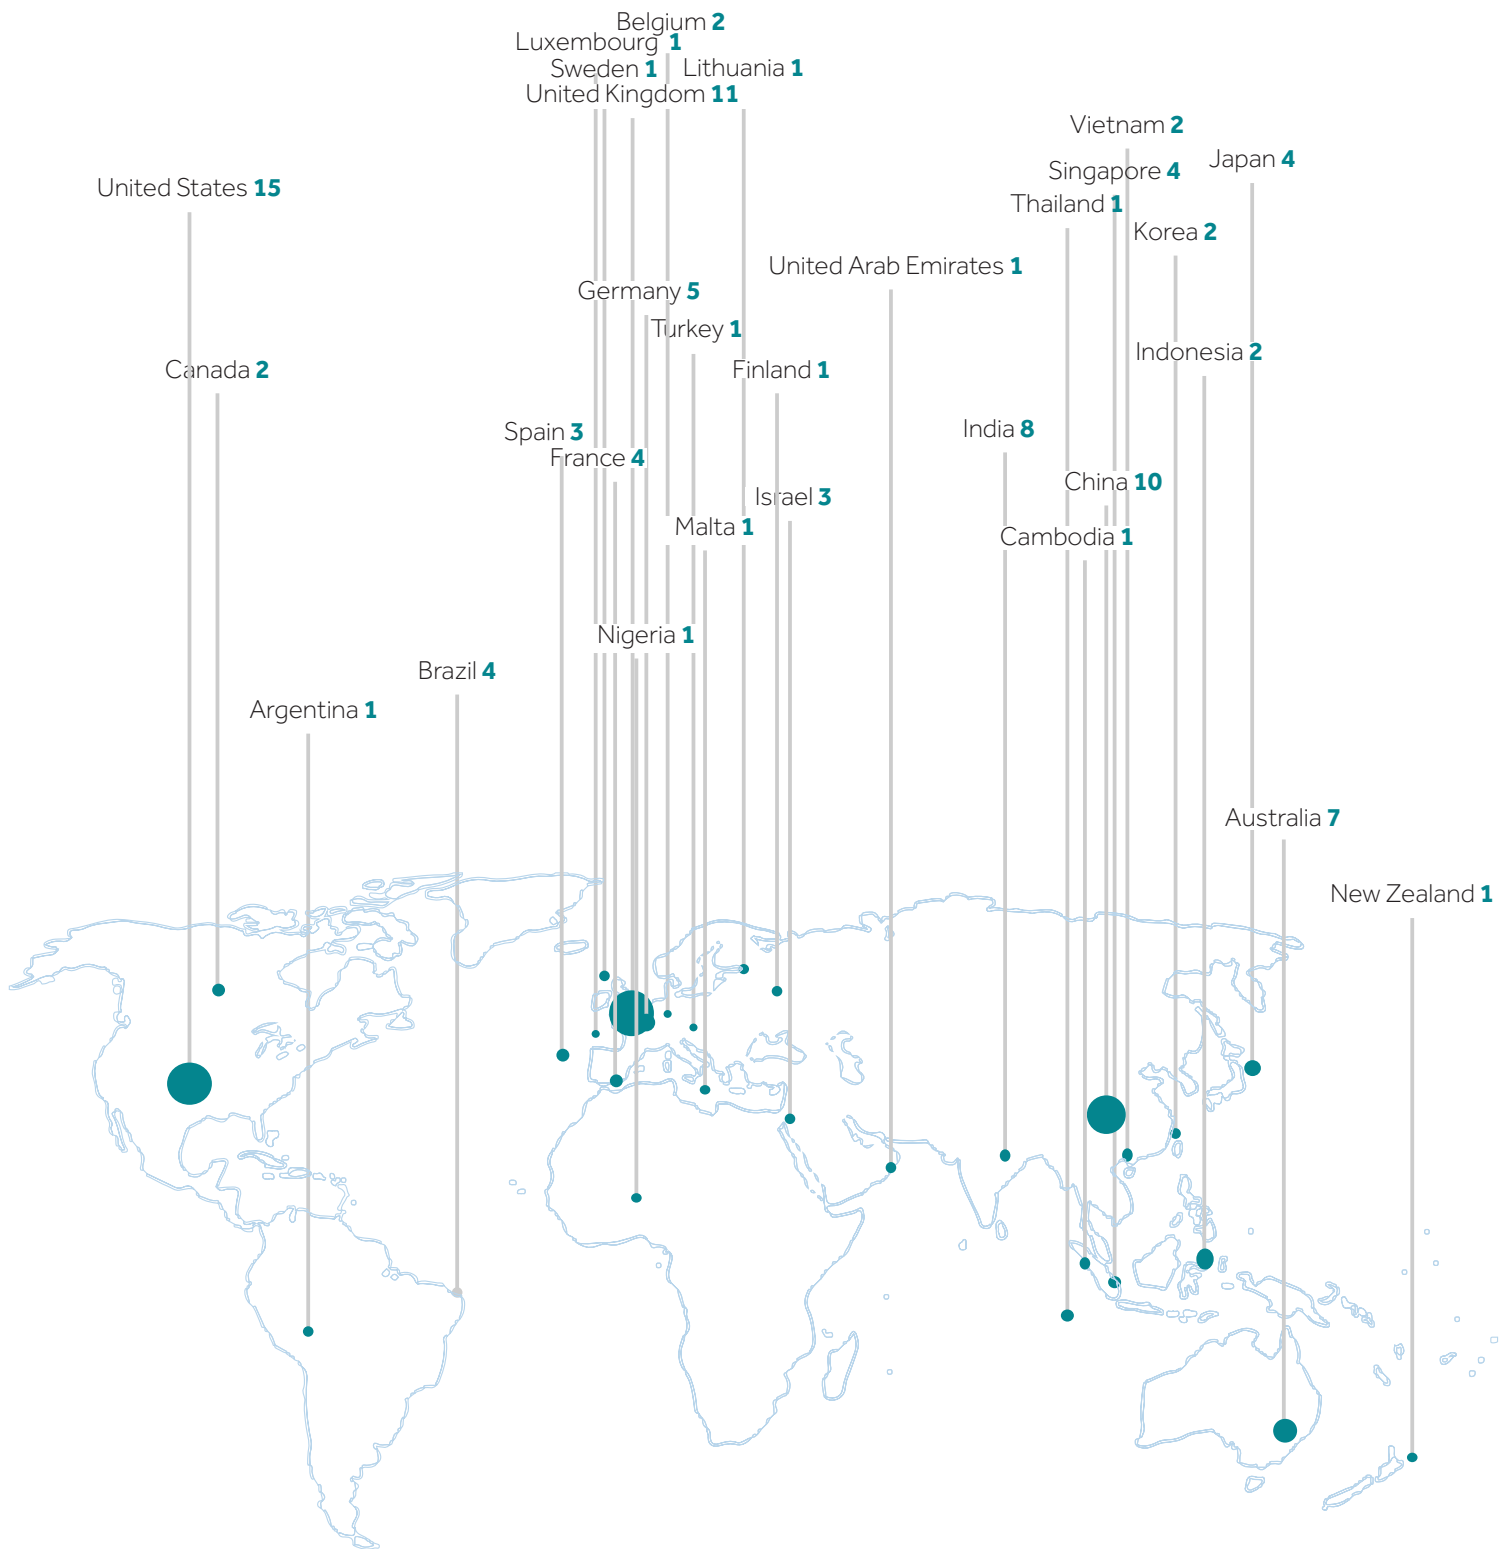 Belgium 2
Luxembourg 1
Sweden 1
Lithuania 1
United Kingdom 11
Vietnam 2
Japan 4
Singapore 4
United States 15
Thailand 1
Korea 2
United Arab Emirates 1
Germany 5
Turkey 1
Indonesia 2
Canada 2
Finland 1
Spain 3
India 8
France 4
China 10
Israel 3
Malta 1
Cambodia 1
Nigeria 1
Brazil 4
Argentina 1
Australia 7
New Zealand 1